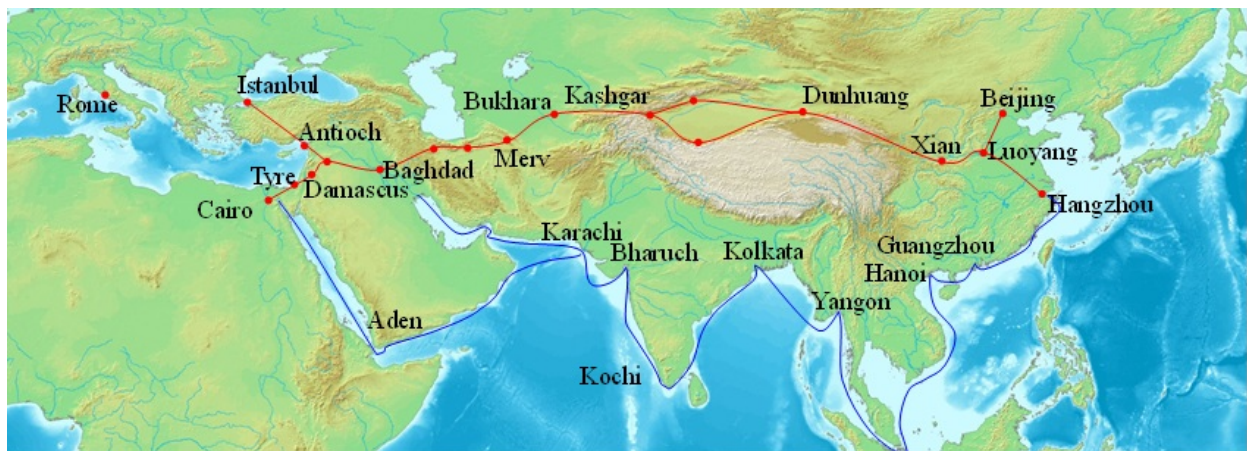 Rome
Istanbul
Antioch
Tyre
Damascus
Cairo
Baghdad
Merv
Bukhara
Kashgar
Dunhuang
Beijing
Xian
Luoyang
Hangzhou
Karachi
Bharuch
Kolkata
Guangzhou
Hanoi
Yangon
Aden
Kochi